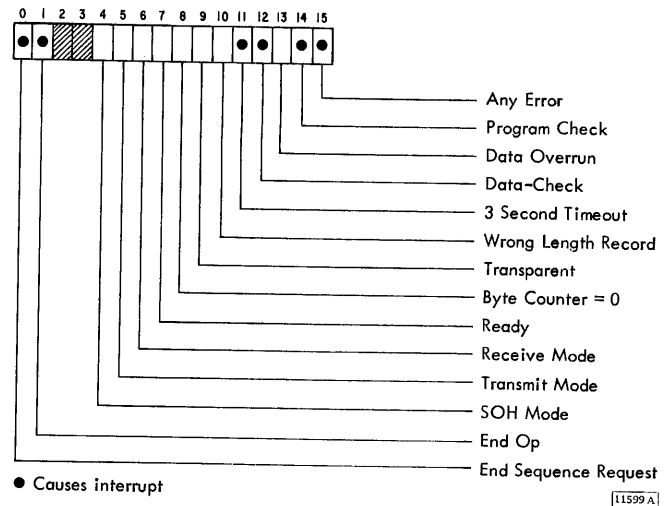 0 1 2 3 4 5 6 7 8 9 10 11 12 13 14 15
Any Error
Program Check
Data Overrun
Data-Check
3 Second Timeout
Wrong Length Record
Transparent
Byte Counter = 0
Ready
Receive Mode
Transmit Mode
SOH Mode
End Op
End Sequence Request
● Causes interrupt
11599 A